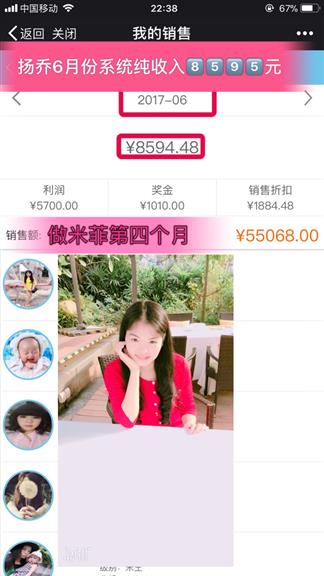 中国移动 22:38 67%
返回 关闭 我的销售
扬乔6月份系统纯收入8595元
2017-06
¥8594.48
利润 奖金 销售折扣
¥5700.00 ¥1010.00 ¥1884.48
销售额: 做米菲第四个月 ¥55068.00